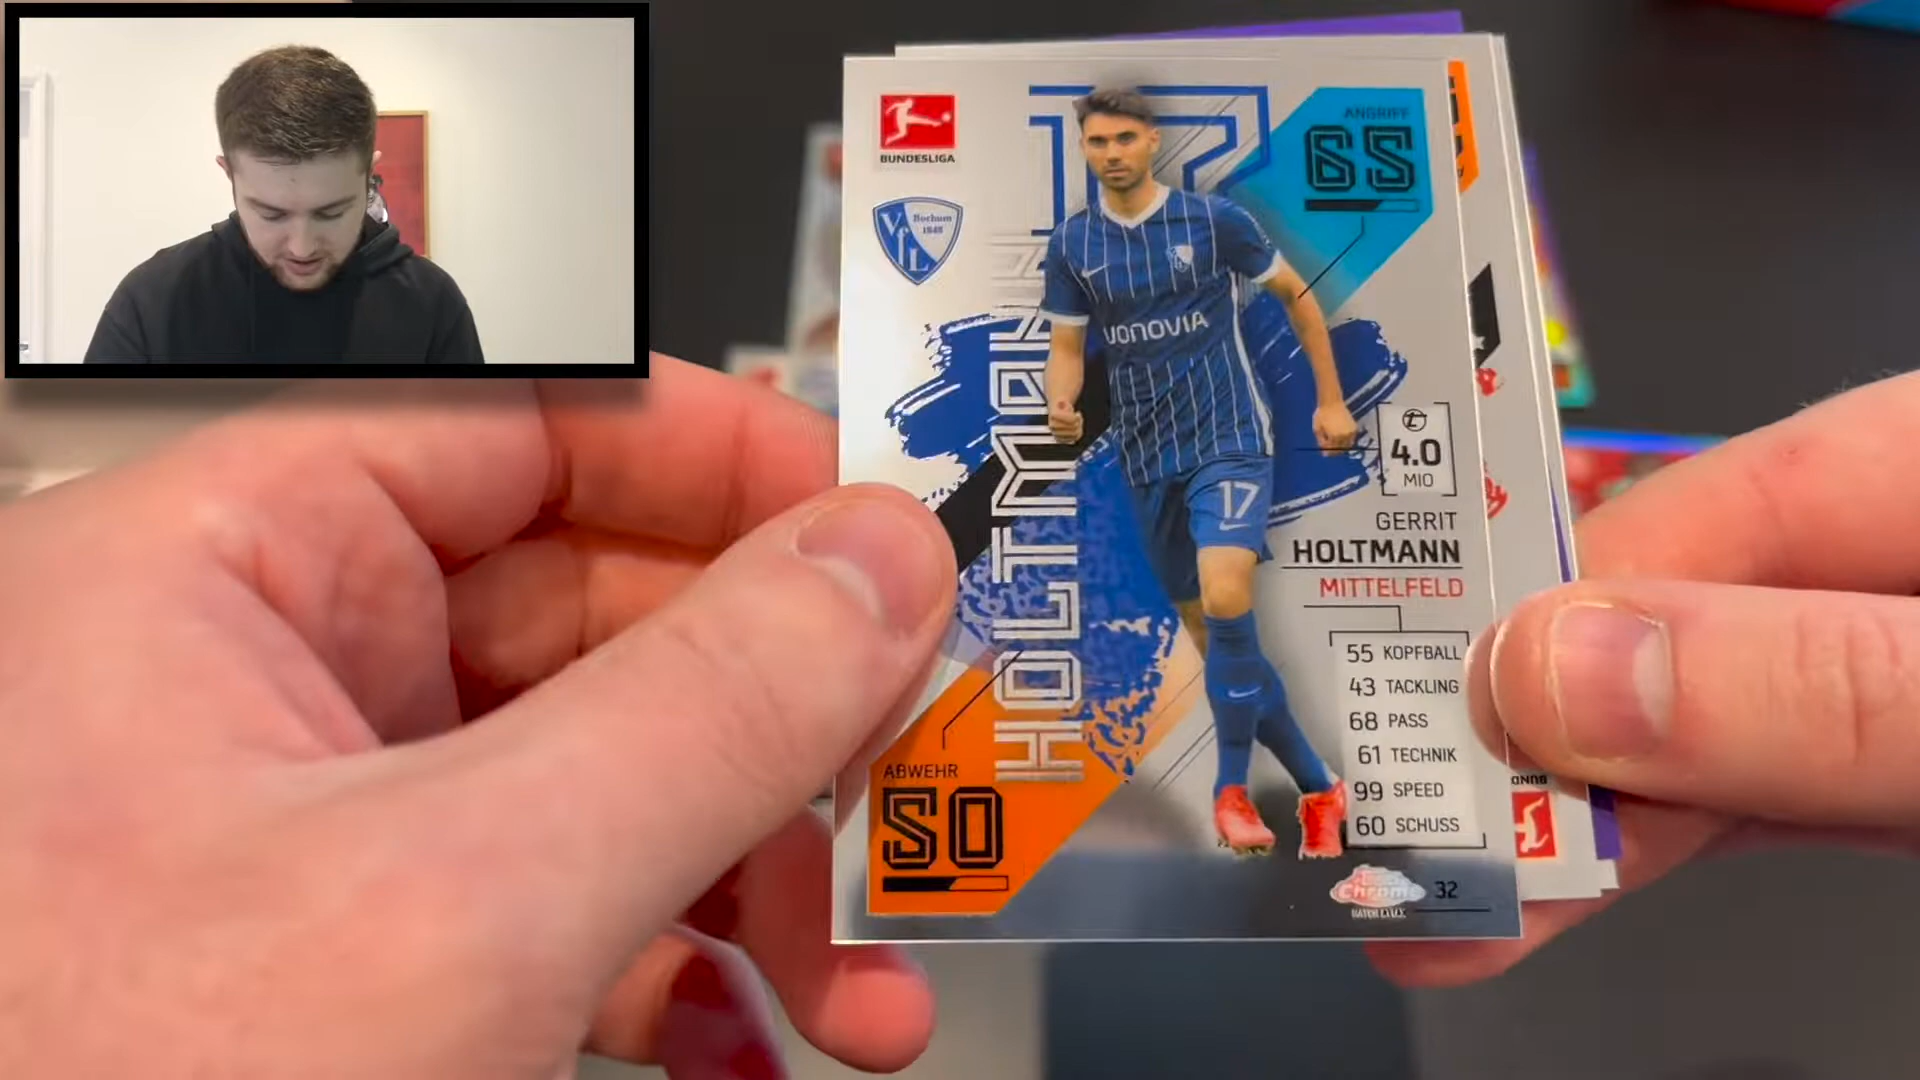 BUNDESLIGA
VfL
Bochum
1848
17
ANGRIFF
65
VONOVIA
17
4.0
MIO
GERRIT
HOLTMANN
MITTELFELD
55 KOPFBALL
43 TACKLING
68 PASS
61 TECHNIK
99 SPEED
60 SCHUSS
HOLTMANN
ABWEHR
50
Chrome
32